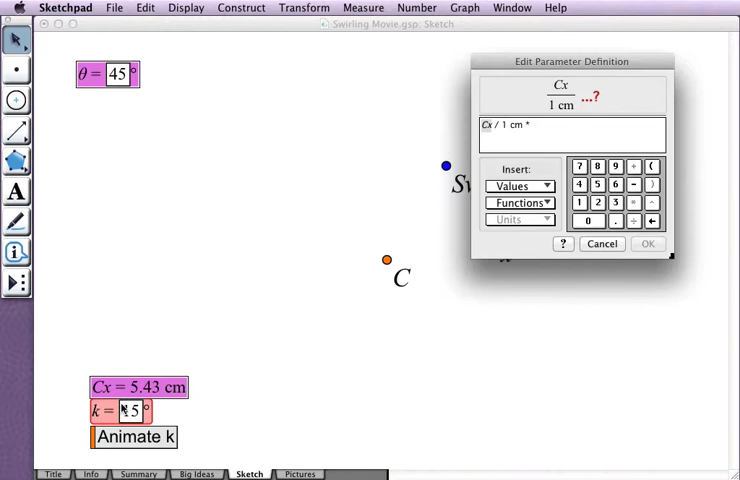 Sketchpad File Edit Display Construct Transform Measure Number Graph Window Help
Swirling Movie.gsp: Sketch
θ = 45°
Edit Parameter Definition
Cx
1 cm
...?
Cx / 1 cm *
Insert:
Values
Functions
Units
7 8 9 ÷ (
4 5 6 - )
1 2 3 * ^
0 . ÷ ←
? Cancel OK
C
A
Cx = 5.43 cm
k = 15°
Animate k
Title Info Summary Big Ideas Sketch Pictures